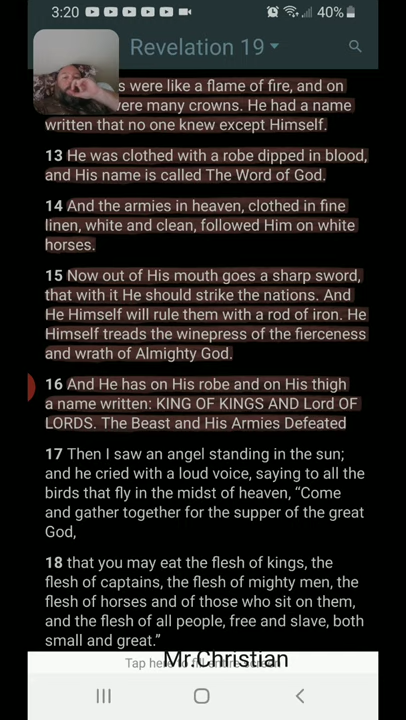 3:20
40%
Revelation 19
s were like a flame of fire, and on
were many crowns. He had a name
written that no one knew except Himself.
13 He was clothed with a robe dipped in blood,
and His name is called The Word of God.
14 And the armies in heaven, clothed in fine
linen, white and clean, followed Him on white
horses.
15 Now out of His mouth goes a sharp sword,
that with it He should strike the nations. And
He Himself will rule them with a rod of iron. He
Himself treads the winepress of the fierceness
and wrath of Almighty God.
16 And He has on His robe and on His thigh
a name written: KING OF KINGS AND Lord OF
LORDS. The Beast and His Armies Defeated
17 Then I saw an angel standing in the sun;
and he cried with a loud voice, saying to all the
birds that fly in the midst of heaven, “Come
and gather together for the supper of the great
God,
18 that you may eat the flesh of kings, the
flesh of captains, the flesh of mighty men, the
flesh of horses and of those who sit on them,
and the flesh of all people, free and slave, both
small and great.”
Tap here to fill entire screen
Mr.Christian